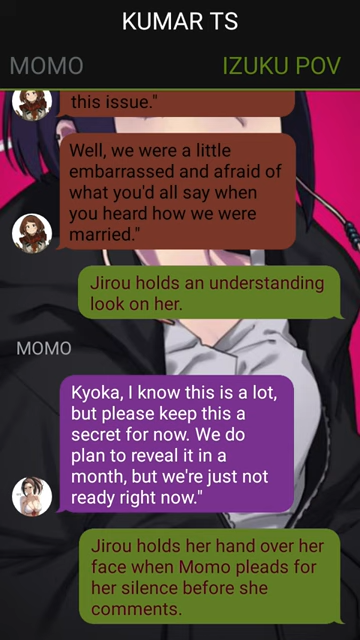 KUMAR TS
MOMO
IZUKU POV
this issue."
Well, we were a little
embarrassed and afraid of
what you'd all say when
you heard how we were
married."
Jirou holds an understanding
look on her.
MOMO
Kyoka, I know this is a lot,
but please keep this a
secret for now. We do
plan to reveal it in a
month, but we're just not
ready right now."
Jirou holds her hand over her
face when Momo pleads for
her silence before she
comments.